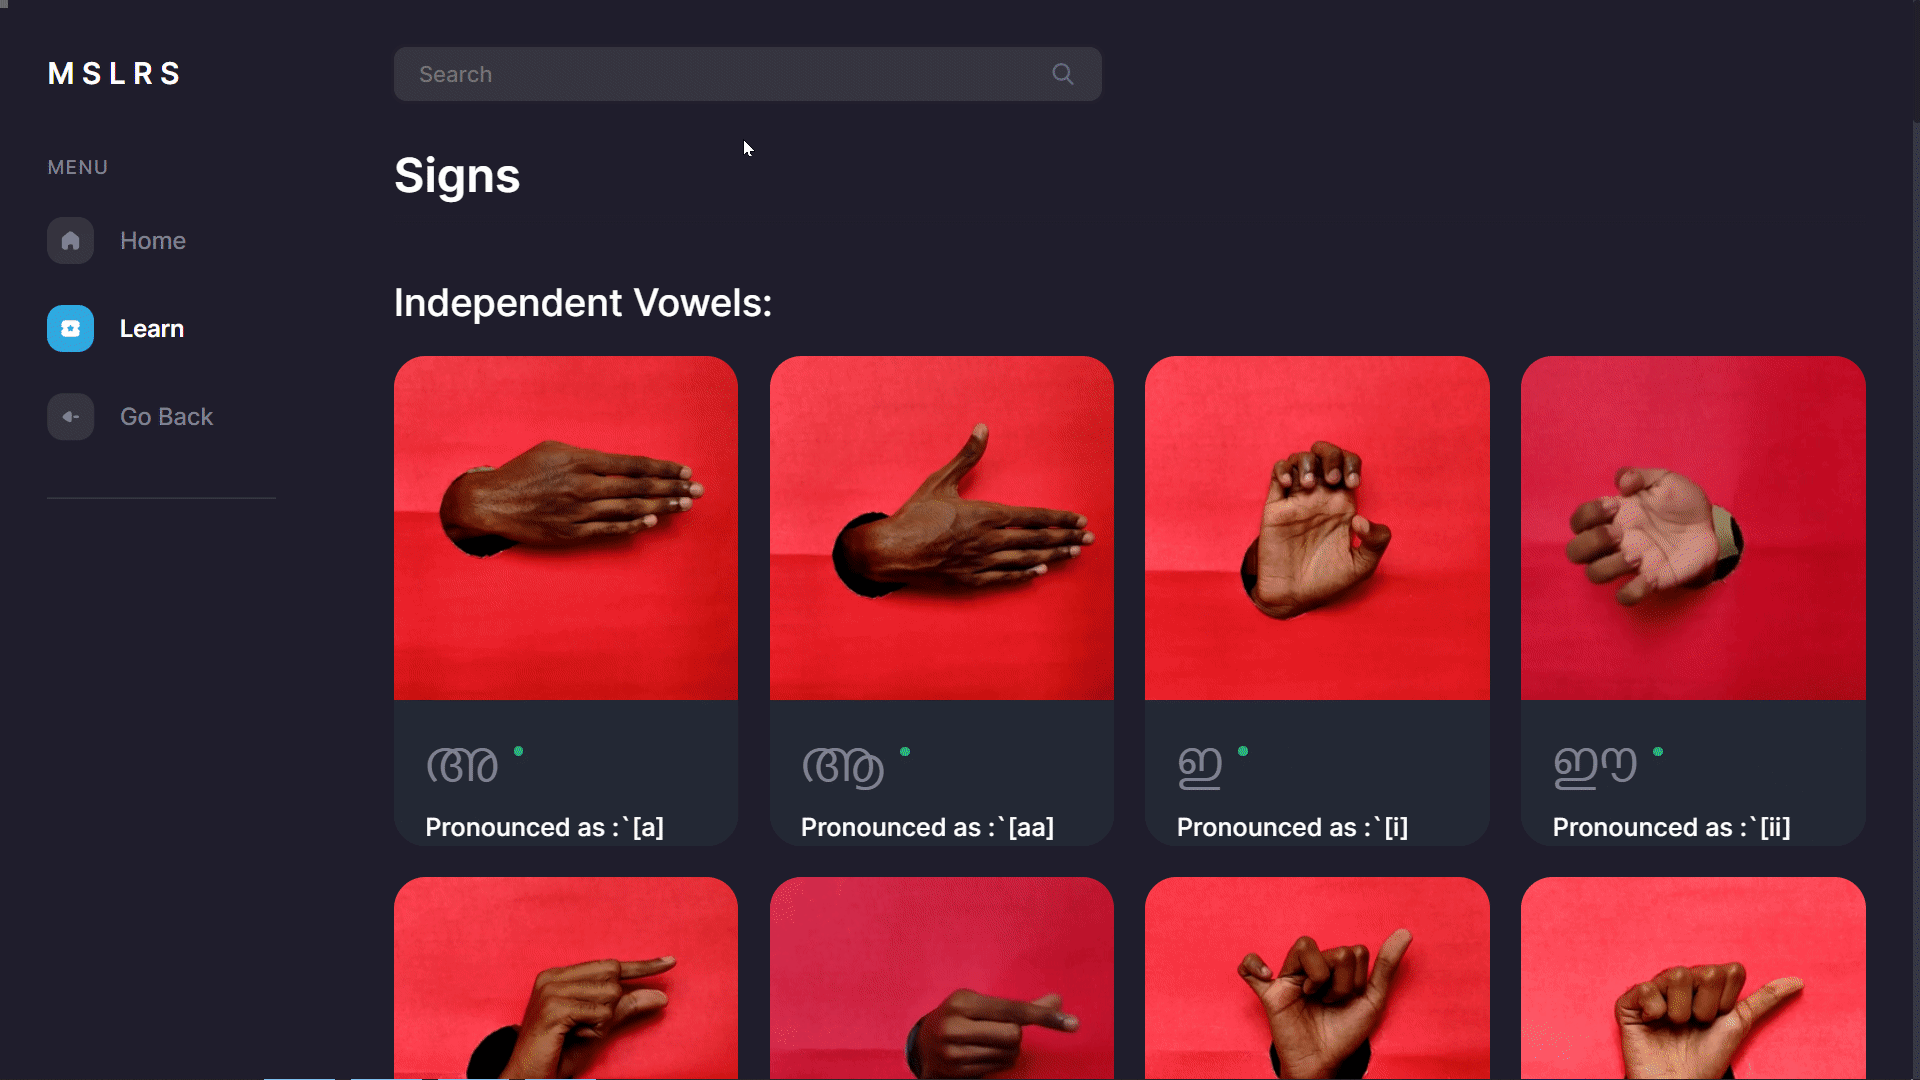 MSLRS
Search
MENU
Signs
Home
Independent Vowels:
Learn
Go Back
അ
ആ
ഇ
ഈ
Pronounced as :`[a]
Pronounced as :`[aa]
Pronounced as :`[i]
Pronounced as :`[ii]